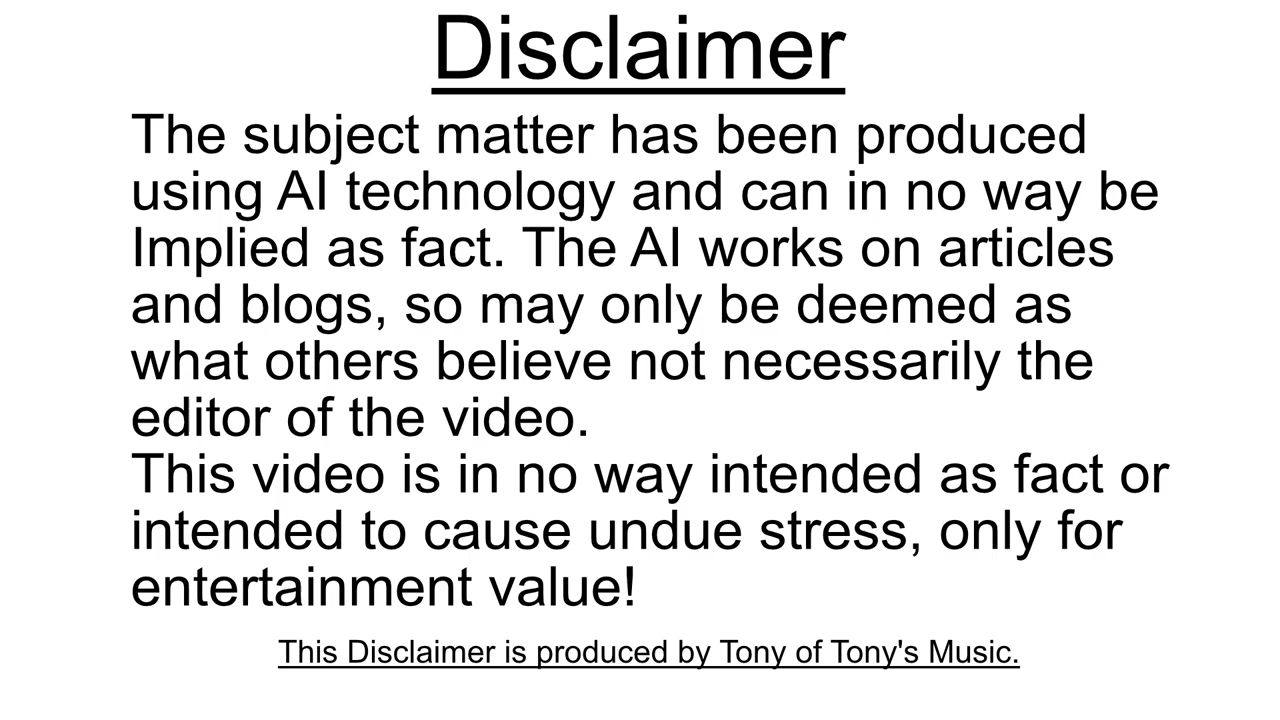 Disclaimer
The subject matter has been produced
using AI technology and can in no way be
Implied as fact. The AI works on articles
and blogs, so may only be deemed as
what others believe not necessarily the
editor of the video.
This video is in no way intended as fact or
intended to cause undue stress, only for
entertainment value!
This Disclaimer is produced by Tony of Tony's Music.